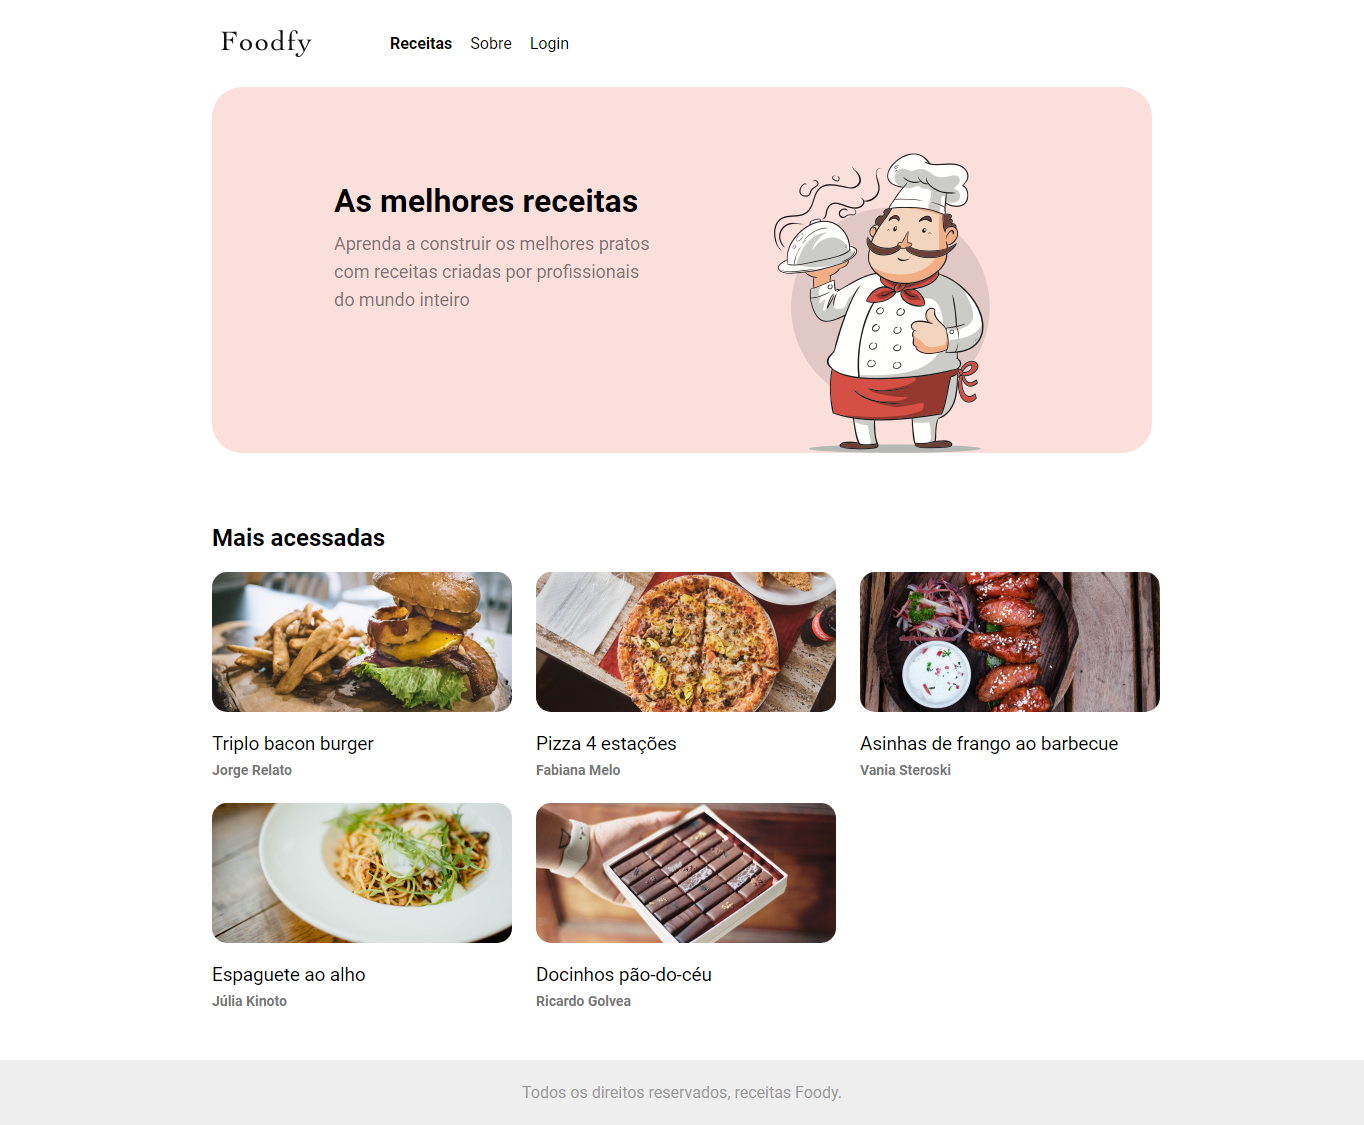 Foodfy
Receitas Sobre Login
As melhores receitas
Aprenda a construir os melhores pratos
com receitas criadas por profissionais
do mundo inteiro
Mais acessadas
Triplo bacon burger
Jorge Relato
Pizza 4 estações
Fabiana Melo
Asinhas de frango ao barbecue
Vania Steroski
Espaguete ao alho
Júlia Kinoto
Docinhos pão-do-céu
Ricardo Golvea
Todos os direitos reservados, receitas Foody.